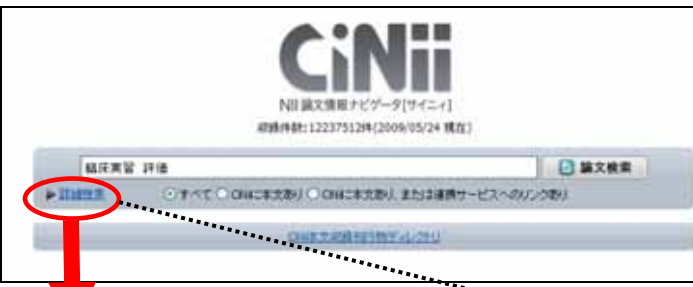 CiNii
NII 論文情報ナビゲータ[サイニィ]
収録件数:12237512件(2009/05/24 現在)
臨床実習 評価
論文検索
詳細検索 すべて CiNiiに本文あり CiNiiに本文あり、または連携サービスへのリンクあり
CiNii本文収録刊行物ディレクトリ